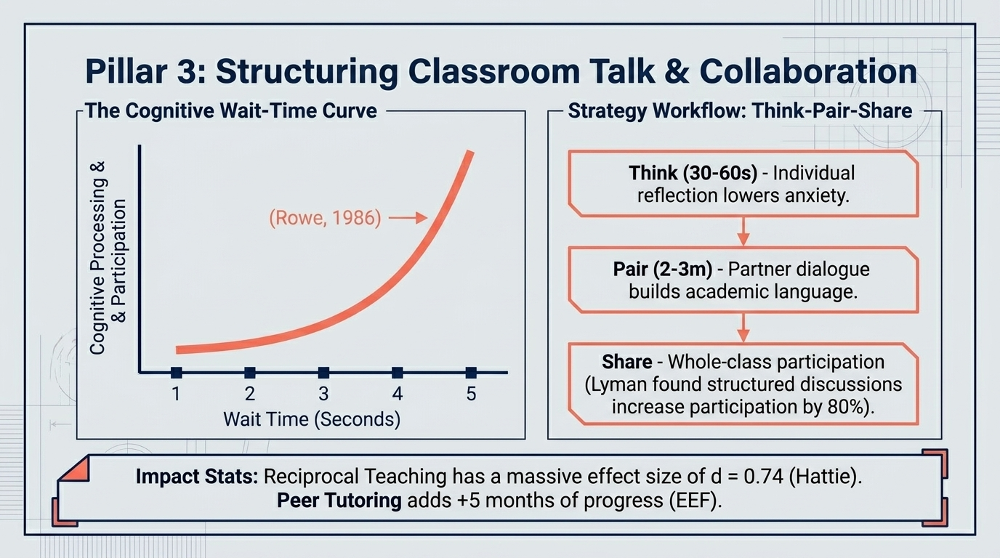 Pillar 3: Structuring Classroom Talk & Collaboration
The Cognitive Wait-Time Curve
Cognitive Processing &
& Participation
(Rowe, 1986)
1 2 3 4 5
Wait Time (Seconds)
Strategy Workflow: Think-Pair-Share
Think (30-60s) - Individual
reflection lowers anxiety.
Pair (2-3m) - Partner dialogue
builds academic language.
Share - Whole-class participation
(Lyman found structured discussions
increase participation by 80%).
Impact Stats: Reciprocal Teaching has a massive effect size of d = 0.74 (Hattie).
Peer Tutoring adds +5 months of progress (EEF).